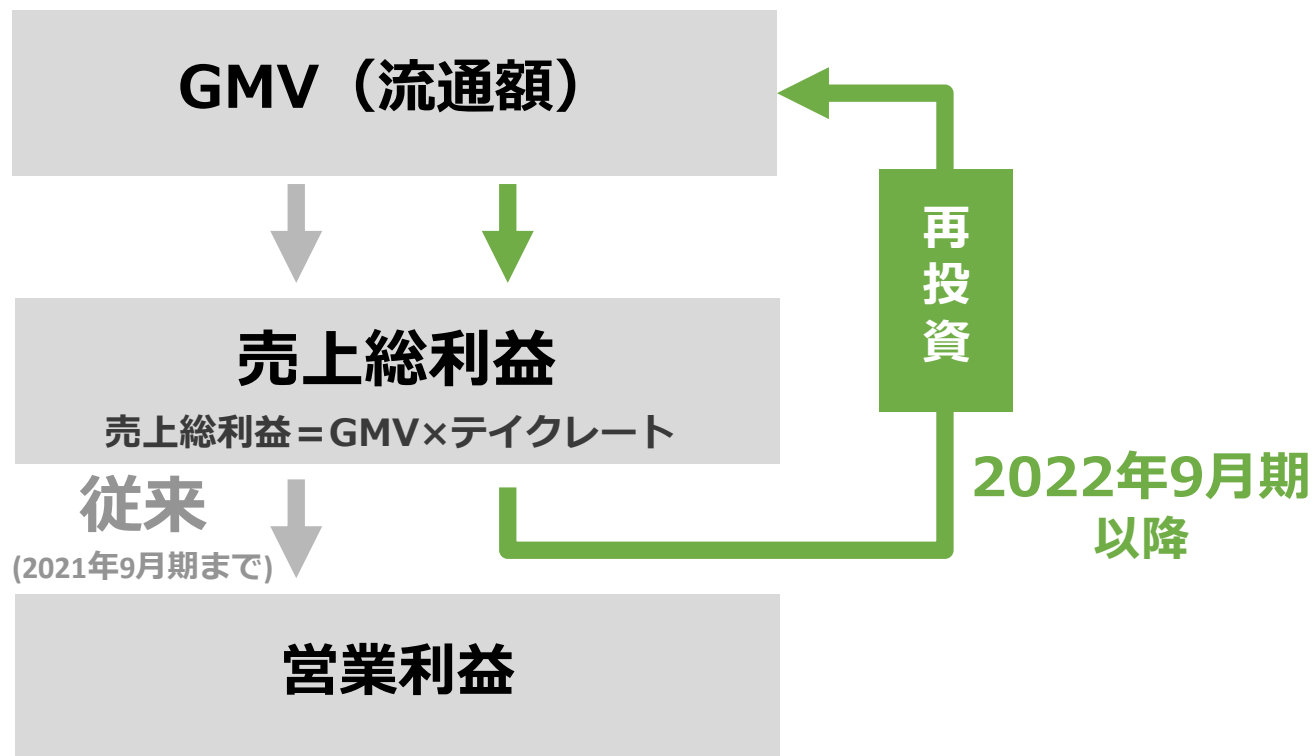 GMV（流通額）
再投資
売上総利益
売上総利益＝GMV×テイクレート
2022年9月期
以降
従来
(2021年9月期まで)
営業利益